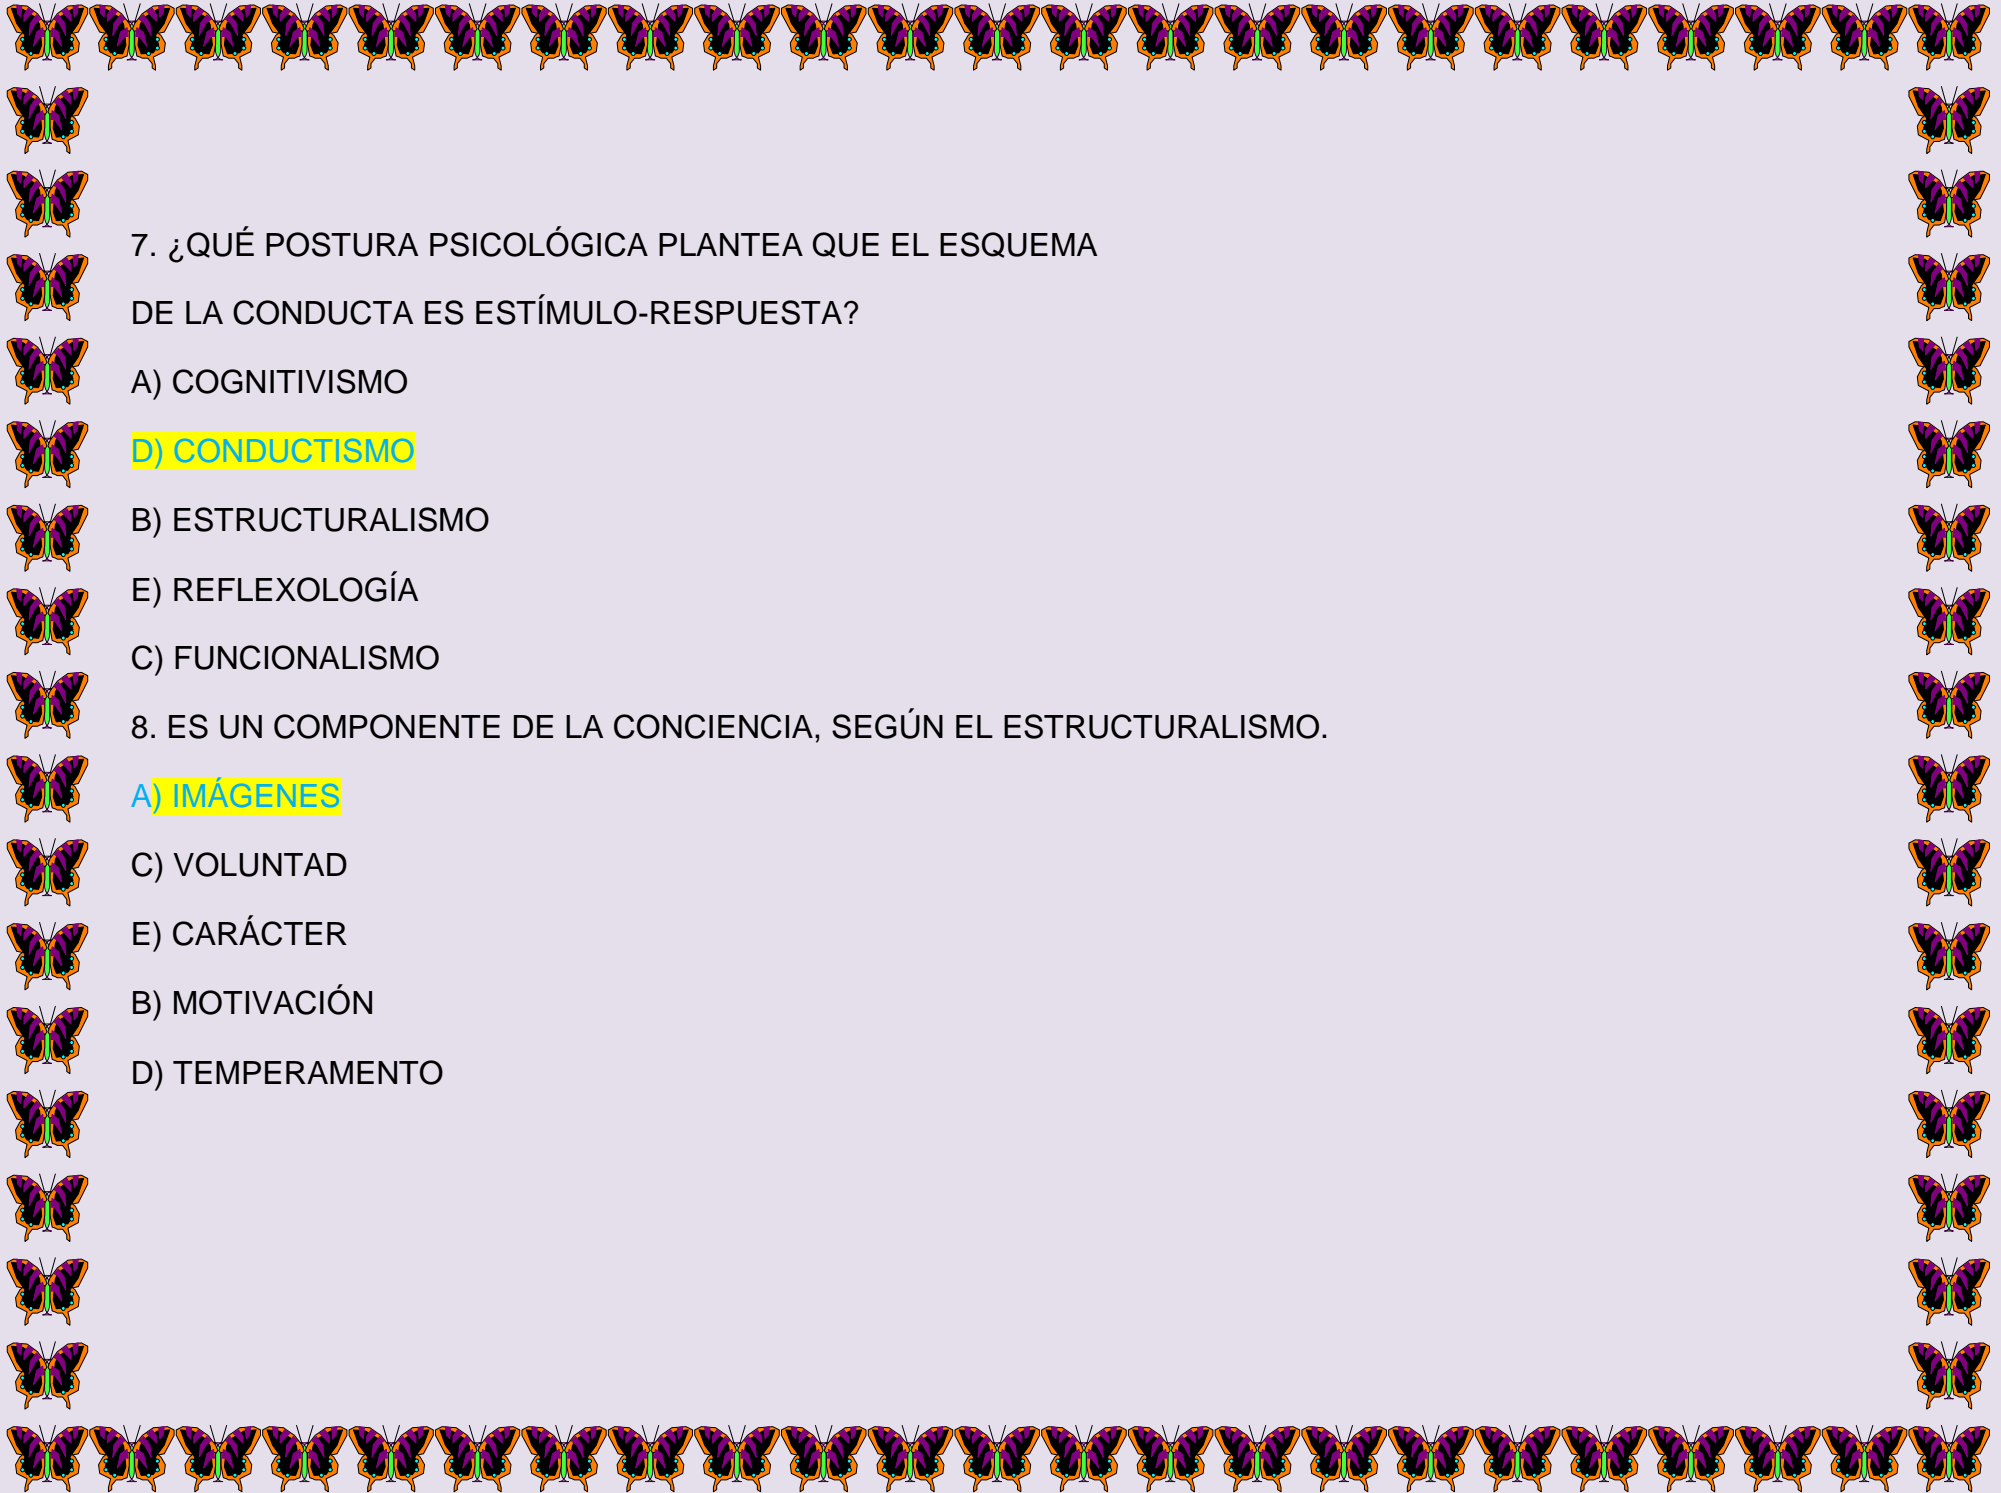 7. ¿QUÉ POSTURA PSICOLÓGICA PLANTEA QUE EL ESQUEMA
DE LA CONDUCTA ES ESTÍMULO-RESPUESTA?
A) COGNITIVISMO
D) CONDUCTISMO
B) ESTRUCTURALISMO
E) REFLEXOLOGÍA
C) FUNCIONALISMO
8. ES UN COMPONENTE DE LA CONCIENCIA, SEGÚN EL ESTRUCTURALISMO.
A) IMÁGENES
C) VOLUNTAD
E) CARÁCTER
B) MOTIVACIÓN
D) TEMPERAMENTO